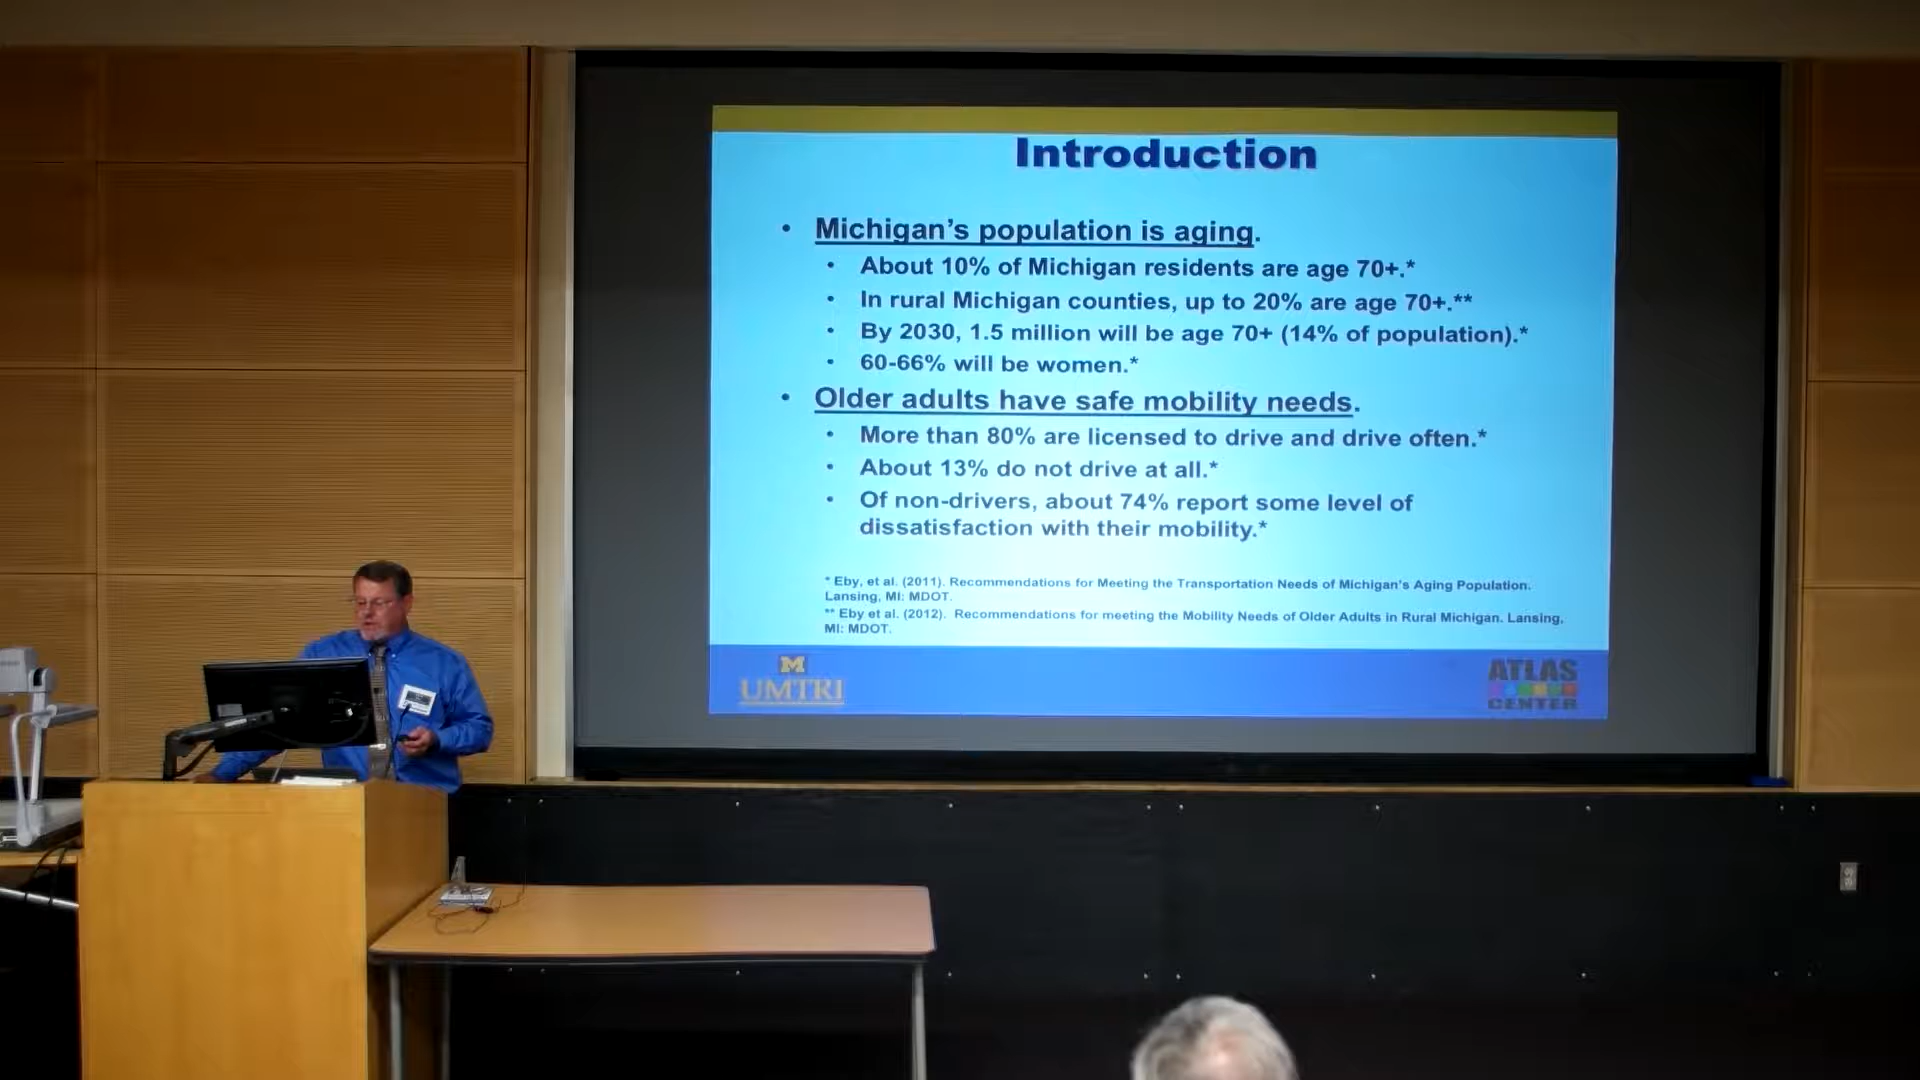 Introduction
• Michigan's population is aging.
• About 10% of Michigan residents are age 70+.*
• In rural Michigan counties, up to 20% are age 70+.**
• By 2030, 1.5 million will be age 70+ (14% of population).*
• 60-66% will be women.*
• Older adults have safe mobility needs.
• More than 80% are licensed to drive and drive often.*
• About 13% do not drive at all.*
• Of non-drivers, about 74% report some level of
dissatisfaction with their mobility.*
* Eby, et al. (2011). Recommendations for Meeting the Transportation Needs of Michigan's Aging Population.
Lansing, MI: MDOT.
** Eby et al. (2012). Recommendations for meeting the Mobility Needs of Older Adults in Rural Michigan. Lansing,
MI: MDOT.
M
UMTRI
ATLAS
CENTER